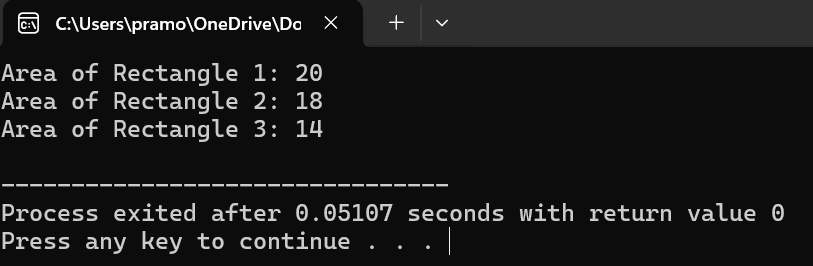 C:\Users\pramo\OneDrive\Do
Area of Rectangle 1: 20
Area of Rectangle 2: 18
Area of Rectangle 3: 14
--------------------------------
Process exited after 0.05107 seconds with return value 0
Press any key to continue . . .